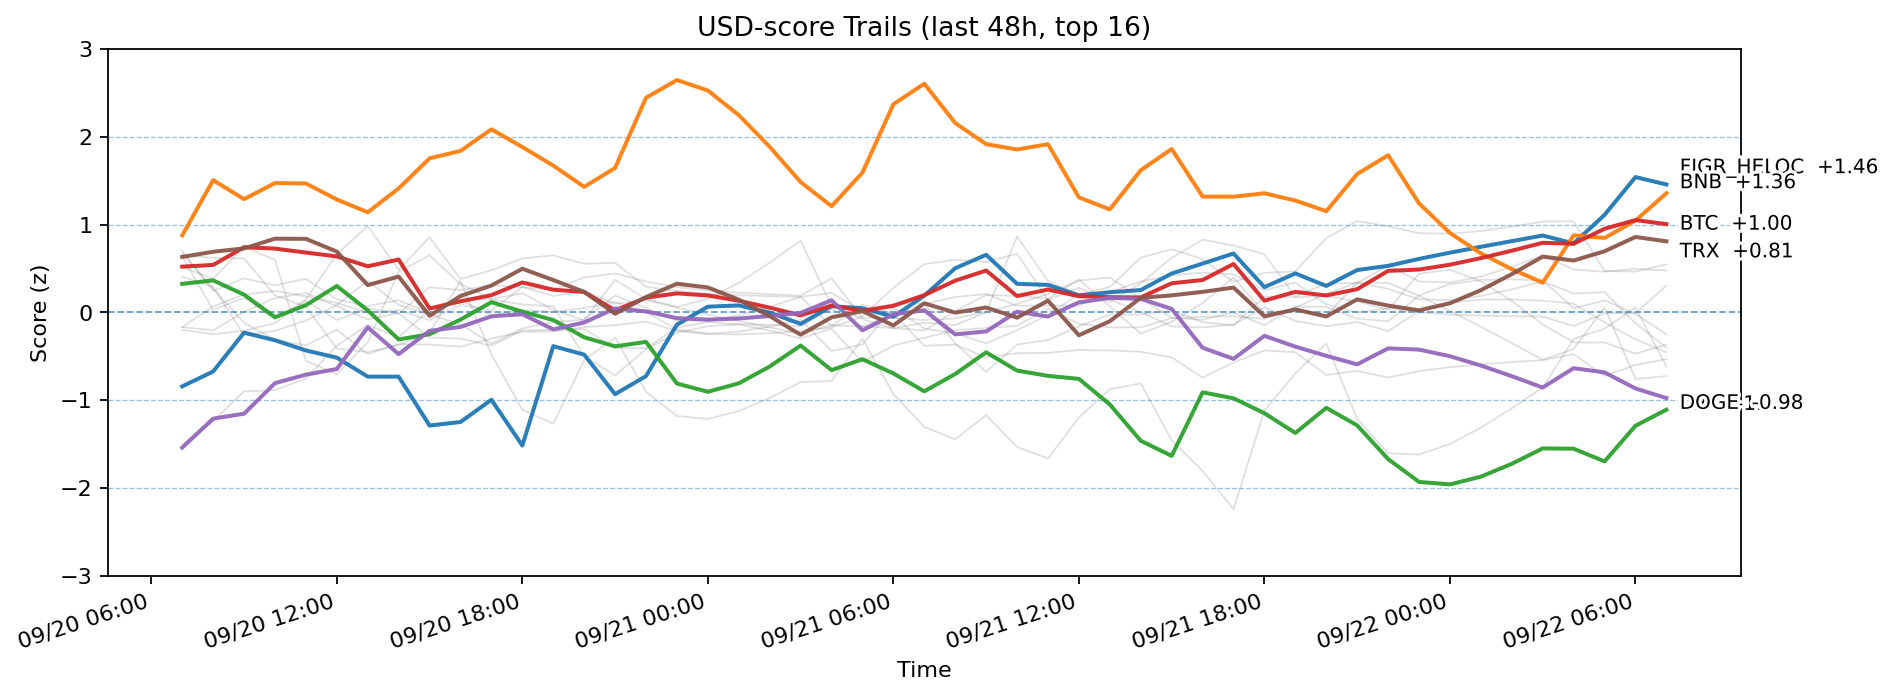 USD-score Trails (last 48h, top 16)
3
2
1
0
−1
−2
−3
Score (z)
FIGR_HELOC +1.46
BNB +1.36
BTC +1.00
TRX +0.81
DOGE -0.98
09/20 06:00
09/20 12:00
09/20 18:00
09/21 00:00
09/21 06:00
09/21 12:00
09/21 18:00
09/22 00:00
09/22 06:00
Time